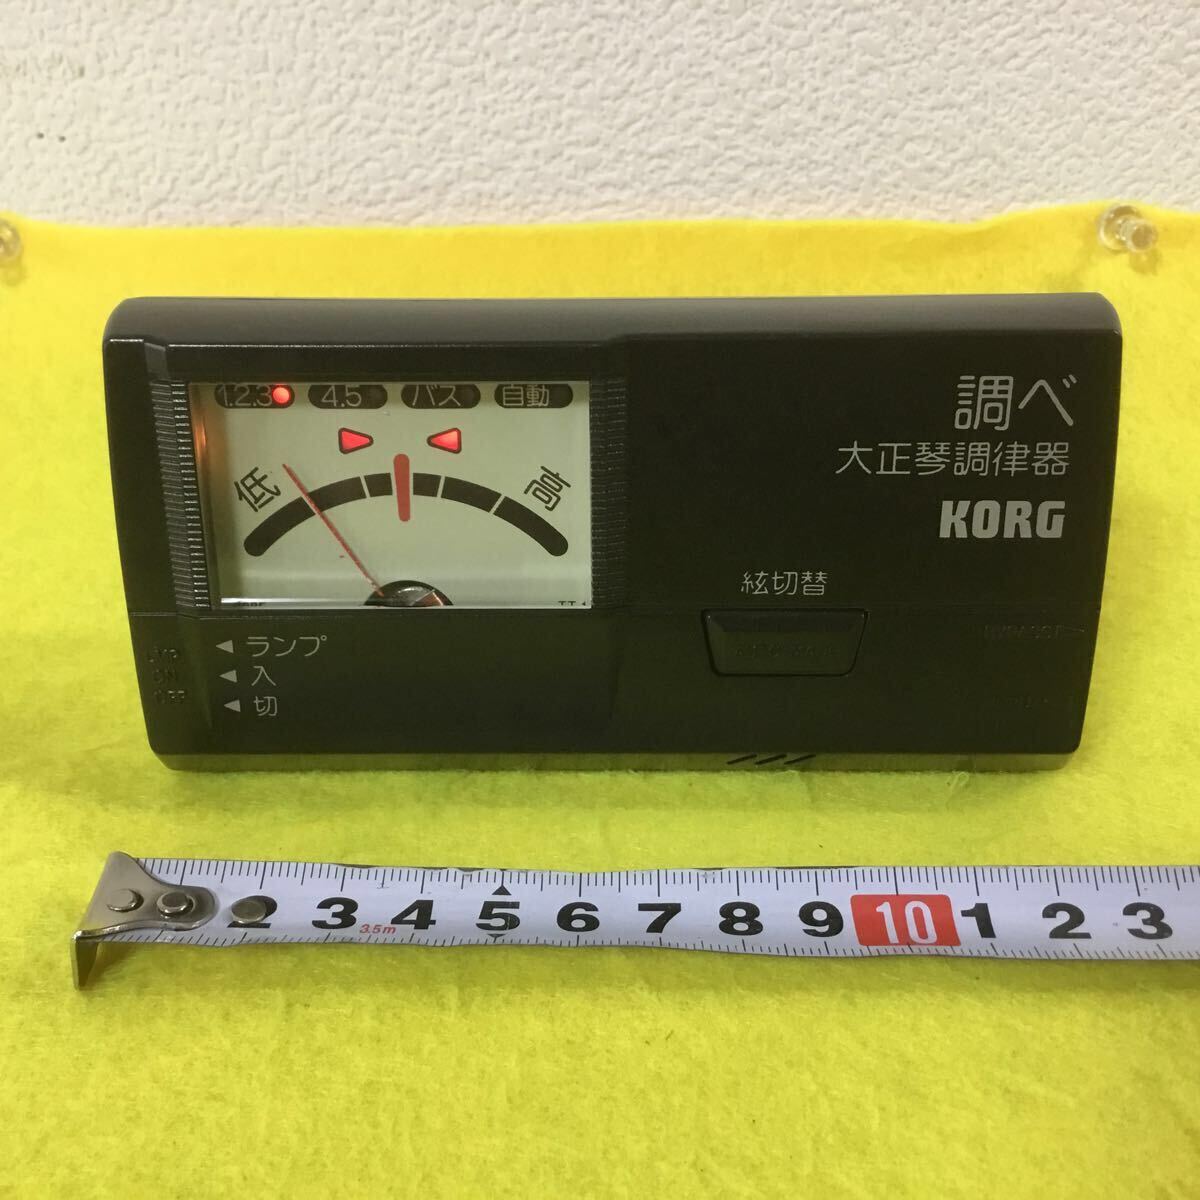 1.2.3 4.5 バス 自動
低 高
調べ
大正琴調律器
KORG
絃切替
◀ ランプ
◀ 入
◀ 切
2 3 4 5 6 7 8 9 10 1 2 3
3.5m